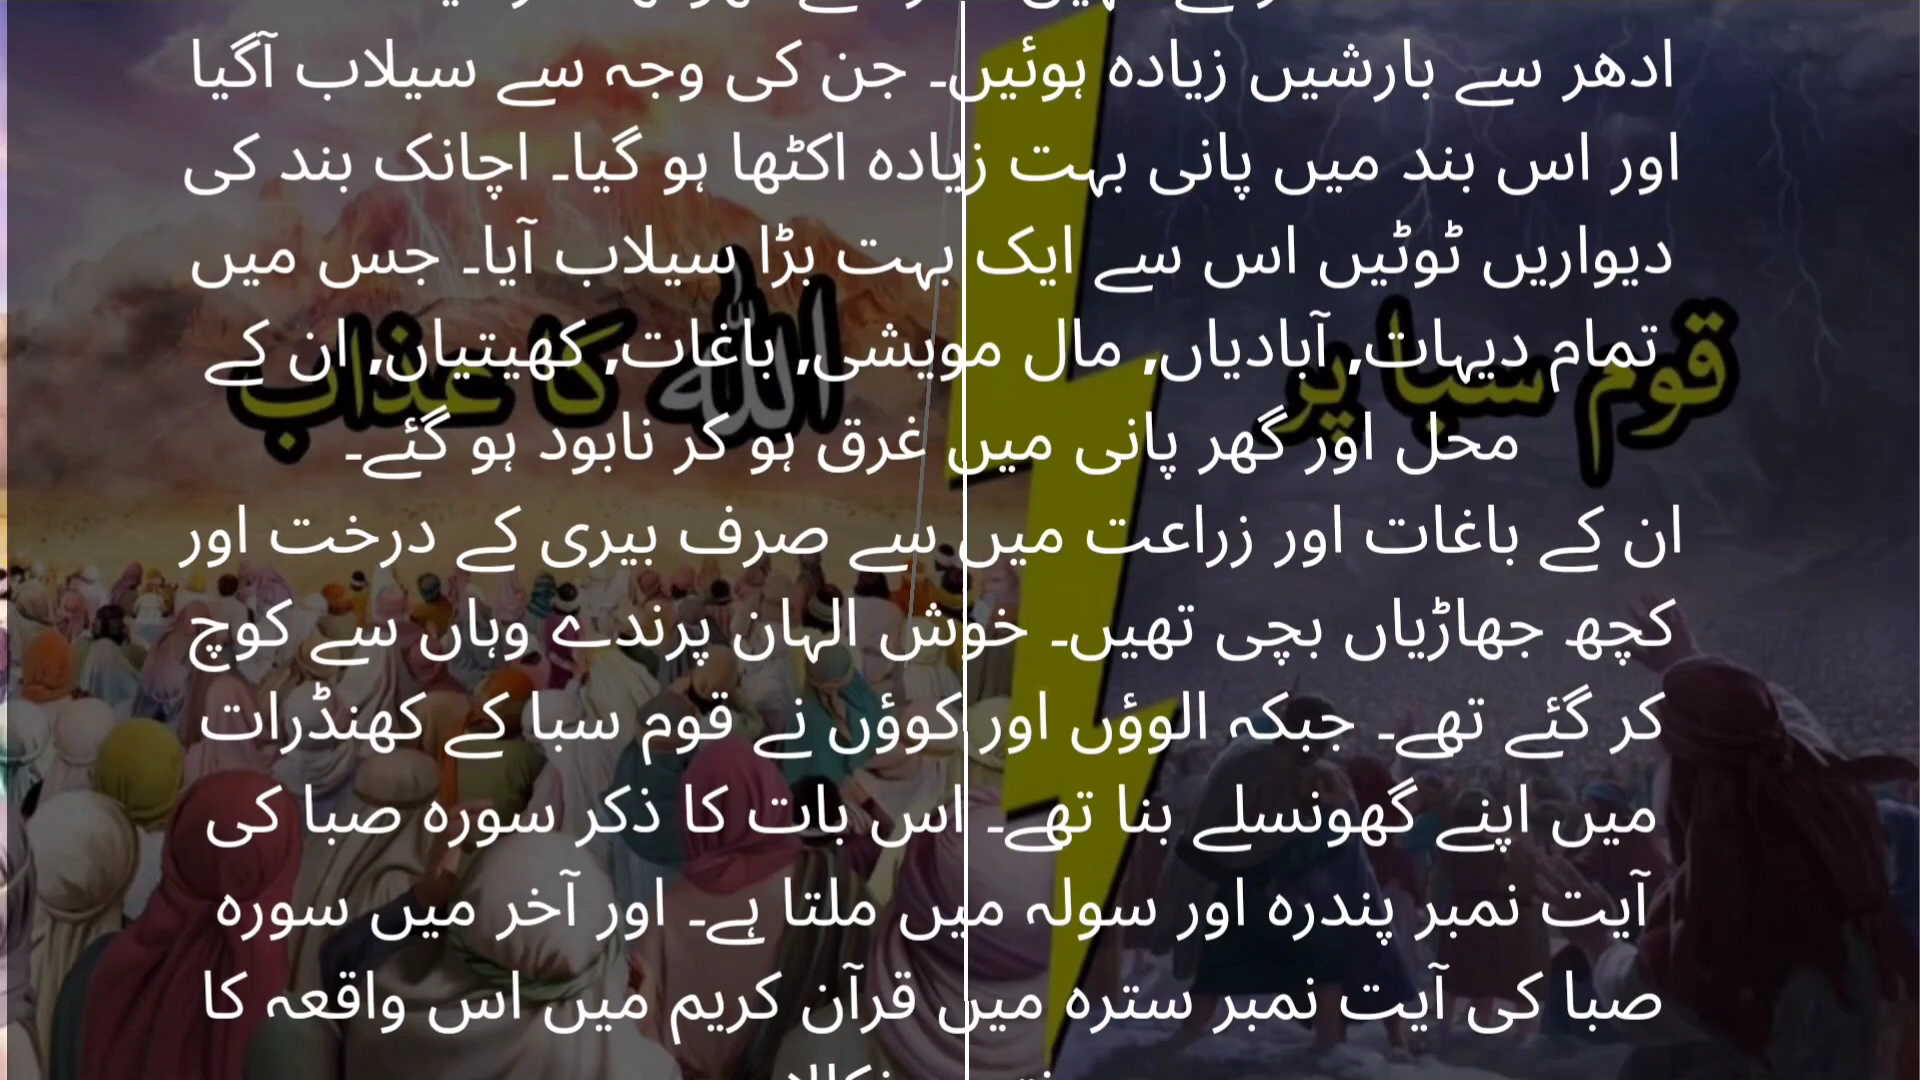 ادھر سے بارشیں زیادہ ہوئیں۔ جن کی وجہ سے سیلاب آگیا
اور اس بند میں پانی بہت زیادہ اکٹھا ہو گیا۔ اچانک بند کی
دیواریں ٹوٹیں اس سے ایک بہت بڑا سیلاب آیا۔ جس میں
تمام دیہات, آبادیاں, مال مویشی, باغات, کھیتیاں, ان کے
محل اور گھر پانی میں غرق ہو کر نابود ہو گئے۔
ان کے باغات اور زراعت میں سے صرف بیری کے درخت اور
کچھ جھاڑیاں بچی تھیں۔ خوش الہان پرندے وہاں سے کوچ
کر گئے تھے۔ جبکہ الوؤں اور کوؤں نے قوم سبا کے کھنڈرات
میں اپنے گھونسلے بنا تھے۔ اس بات کا ذکر سورہ صبا کی
آیت نمبر پندرہ اور سولہ میں ملتا ہے۔ اور آخر میں سورہ
صبا کی آیت نمبر سترہ میں قرآن کریم میں اس واقعہ کا
قوم سبا پر
اللہ کا عذاب